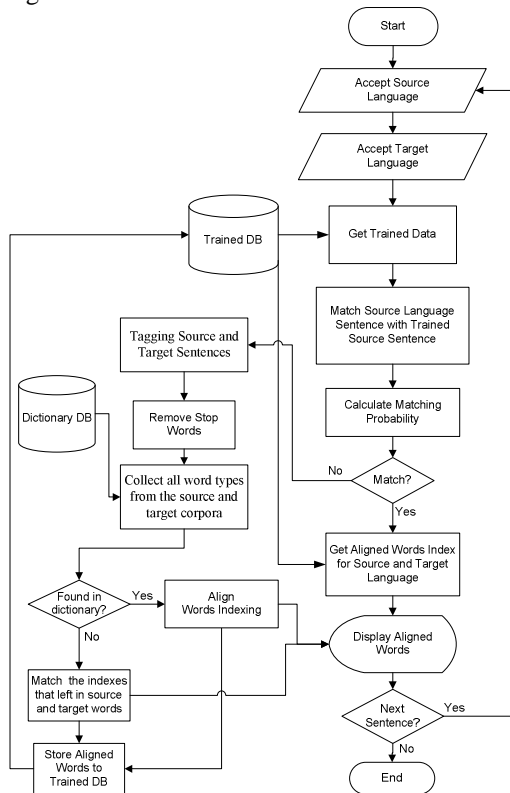 Start
Accept Source
Language
Accept Target
Language
Trained DB
Get Trained Data
Match Source Language
Sentence with Trained
Source Sentence
Tagging Source and
Target Sentences
Dictionary DB
Remove Stop
Words
Calculate Matching
Probability
No
Match?
Yes
Collect all word types
from the source and
target corpora
Get Aligned Words Index
for Source and Target
Language
Found in
dictionary?
Yes
Align
Words Indexing
No
Display Aligned
Words
Match the indexes
that left in source
and target words
Next
Sentence?
Yes
No
Store Aligned
Words to
Trained DB
End